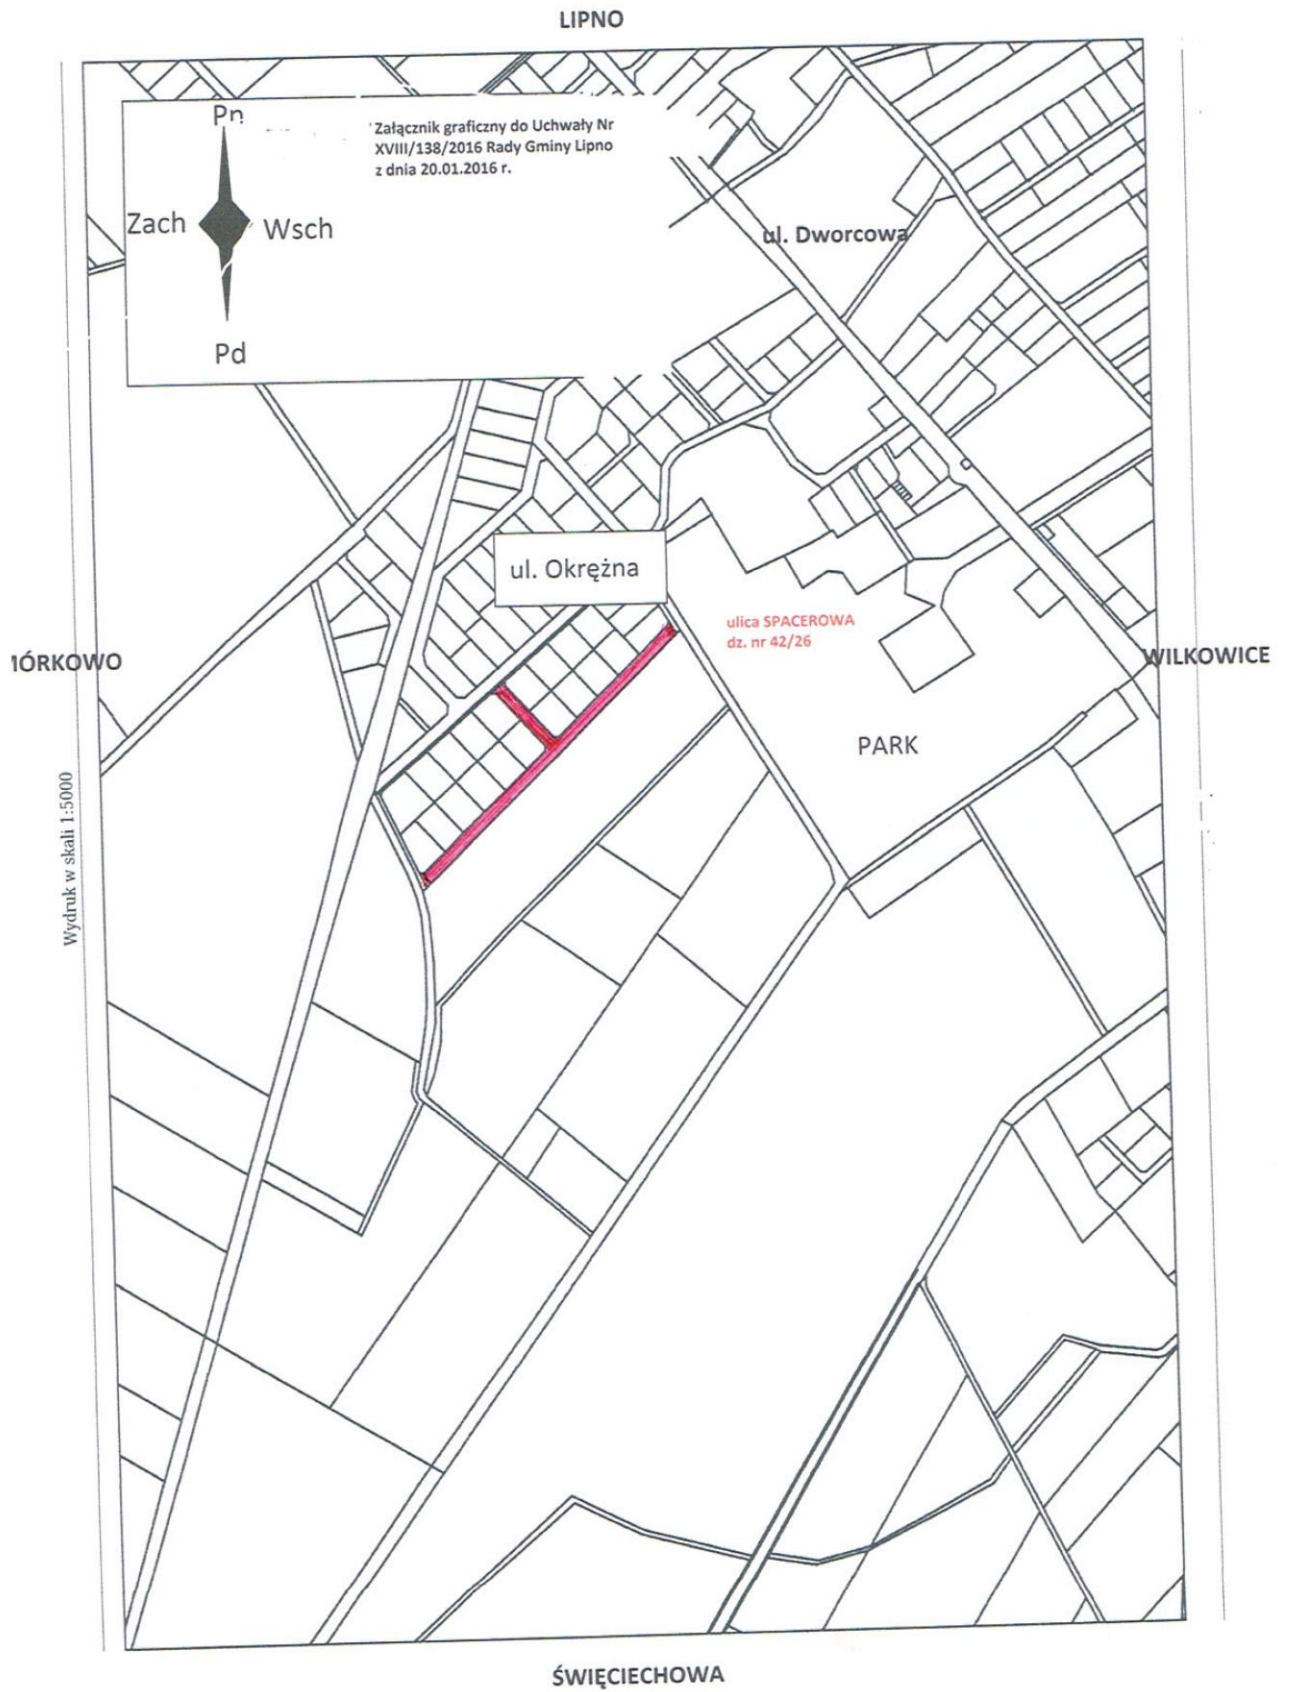 LIPNO
Pn
Załącznik graficzny do Uchwały Nr
XVIII/138/2016 Rady Gminy Lipno
z dnia 20.01.2016 r.
Zach
Wsch
ul. Dworcowa
Pd
ul. Okrężna
ulica SPACEROWA
dz. nr 42/26
IÓRKOWO
WILKOWICE
PARK
Wydruk w skali 1:5000
ŚWIĘCIECHOWA